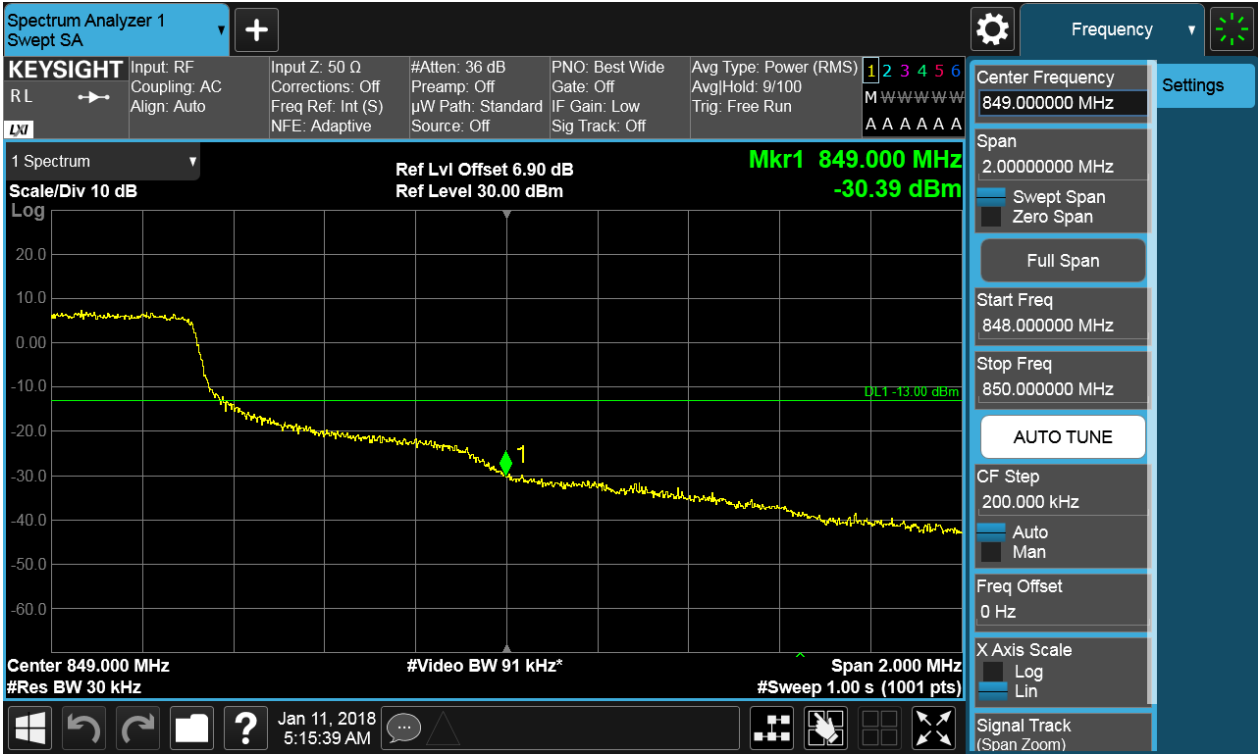 Spectrum Analyzer 1
Swept SA
+
Frequency
KEYSIGHT
R L
LXI
Input: RF
Coupling: AC
Align: Auto
Input Z: 50 Ω
Corrections: Off
Freq Ref: Int (S)
NFE: Adaptive
#Atten: 36 dB
Preamp: Off
µW Path: Standard
Source: Off
PNO: Best Wide
Gate: Off
IF Gain: Low
Sig Track: Off
Avg Type: Power (RMS)
Avg|Hold: 9/100
Trig: Free Run
1 2 3 4 5 6
M W W W W W
A A A A A A
1 Spectrum
Scale/Div 10 dB
Log
Ref Lvl Offset 6.90 dB
Ref Level 30.00 dBm
Mkr1 849.000 MHz
-30.39 dBm
20.0
10.0
0.00
-10.0
-20.0
-30.0
-40.0
-50.0
-60.0
DL1 -13.00 dBm
1
Center 849.000 MHz
#Res BW 30 kHz
#Video BW 91 kHz*
Span 2.000 MHz
#Sweep 1.00 s (1001 pts)
?
Jan 11, 2018
5:15:39 AM
Center Frequency
849.000000 MHz
Span
2.00000000 MHz
Swept Span
Zero Span
Full Span
Start Freq
848.000000 MHz
Stop Freq
850.000000 MHz
AUTO TUNE
CF Step
200.000 kHz
Auto
Man
Freq Offset
0 Hz
X Axis Scale
Log
Lin
Signal Track
(Span Zoom)
Settings